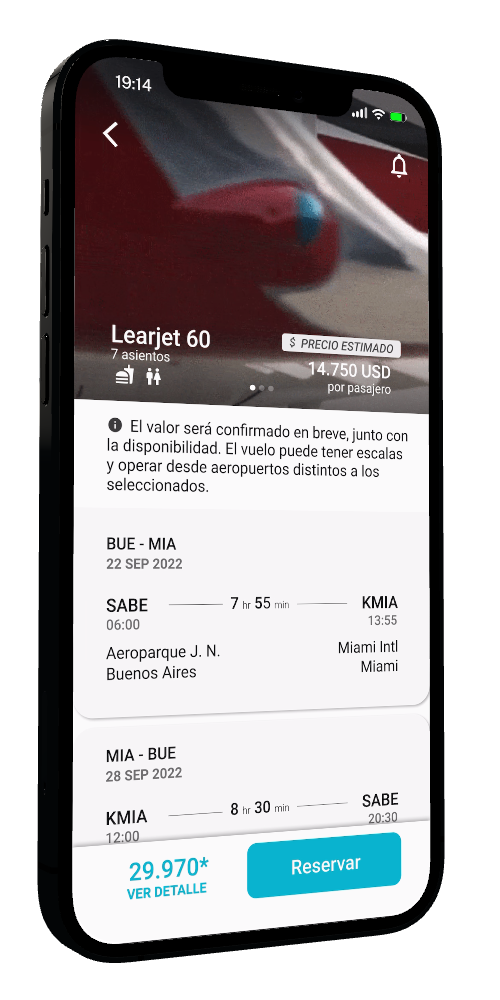 19:14
Learjet 60
7 asientos
$ PRECIO ESTIMADO
14.750 USD
por pasajero
El valor será confirmado en breve, junto con
la disponibilidad. El vuelo puede tener escalas
y operar desde aeropuertos distintos a los
seleccionados.
BUE - MIA
22 SEP 2022
SABE 7 hr 55 min KMIA
06:00 13:55
Aeroparque J. N. Miami Intl
Buenos Aires Miami
MIA - BUE
28 SEP 2022
KMIA 8 hr 30 min SABE
12:00 20:30
29.970*
VER DETALLE
Reservar